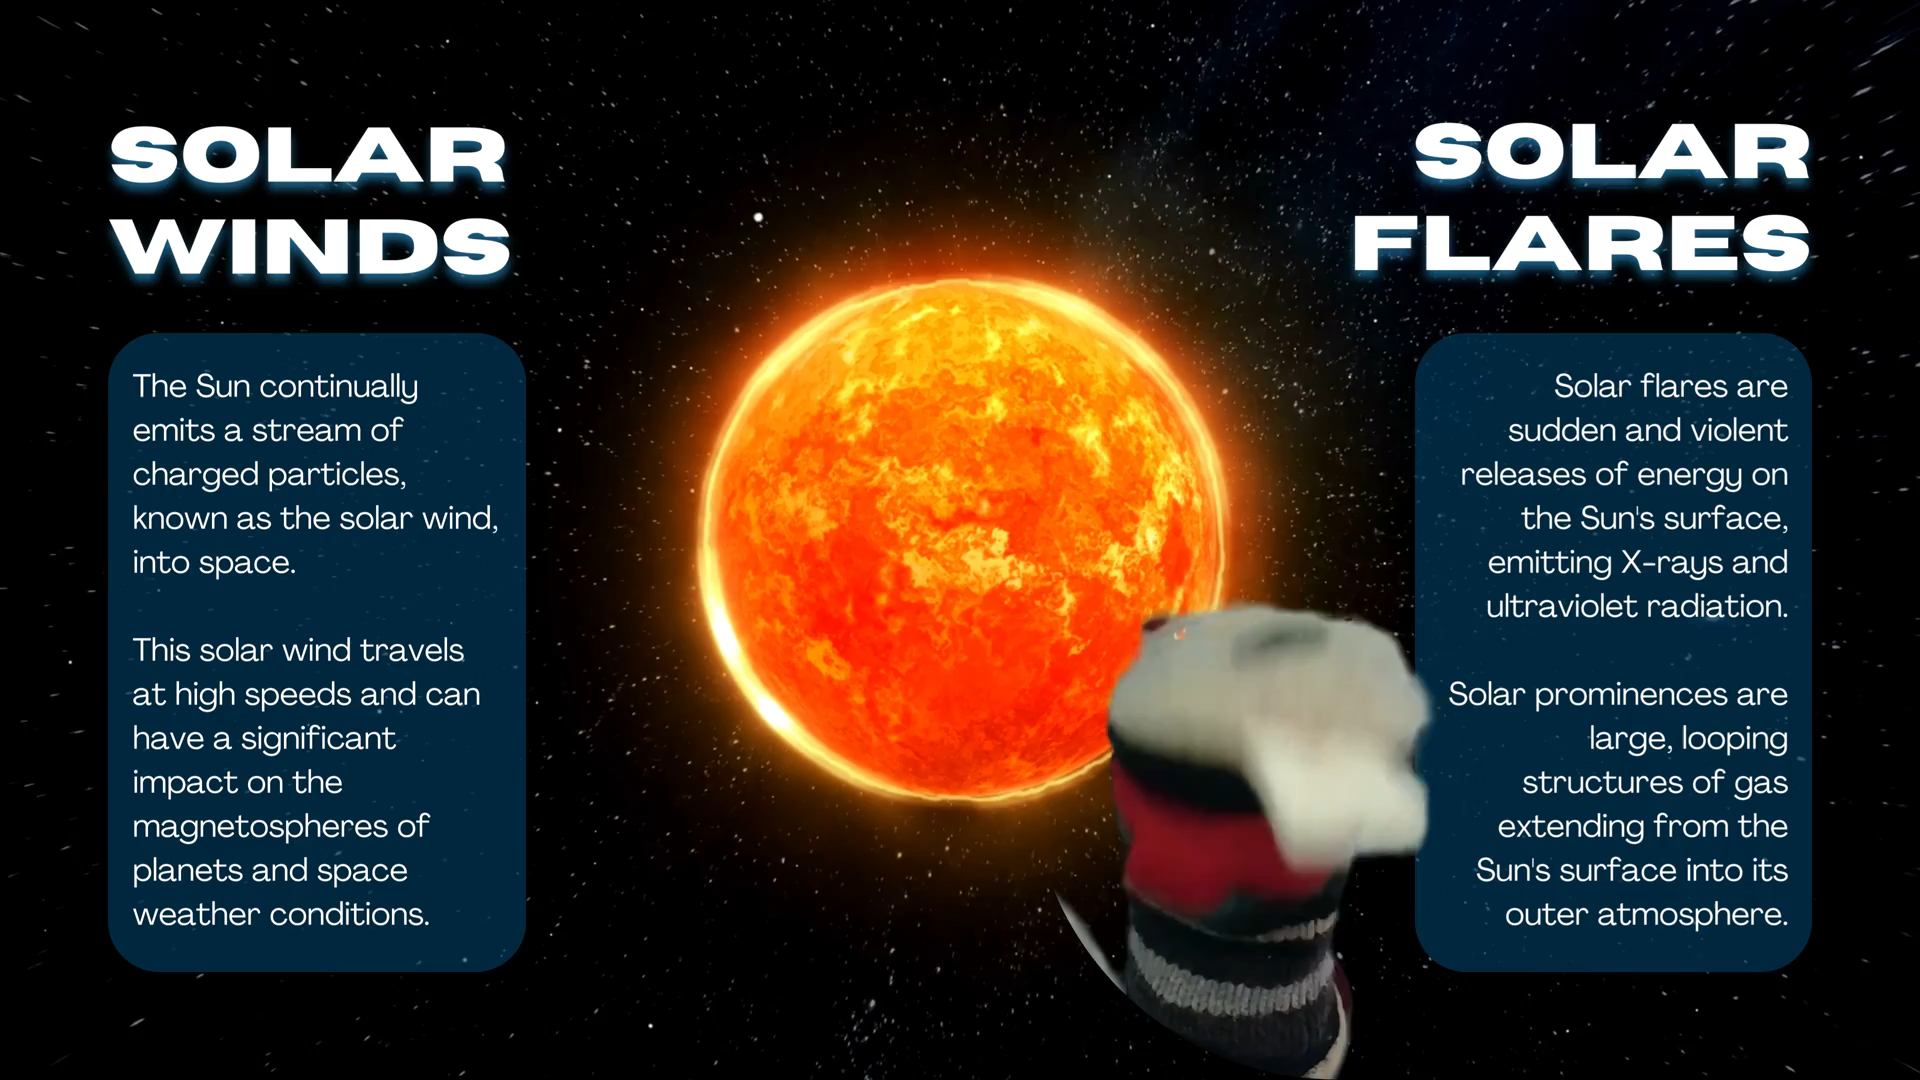 SOLAR
WINDS
The Sun continually
emits a stream of
charged particles,
known as the solar wind,
into space.
This solar wind travels
at high speeds and can
have a significant
impact on the
magnetospheres of
planets and space
weather conditions.
SOLAR
FLARES
Solar flares are
sudden and violent
releases of energy on
the Sun's surface,
emitting X-rays and
ultraviolet radiation.
Solar prominences are
large, looping
structures of gas
extending from the
Sun's surface into its
outer atmosphere.